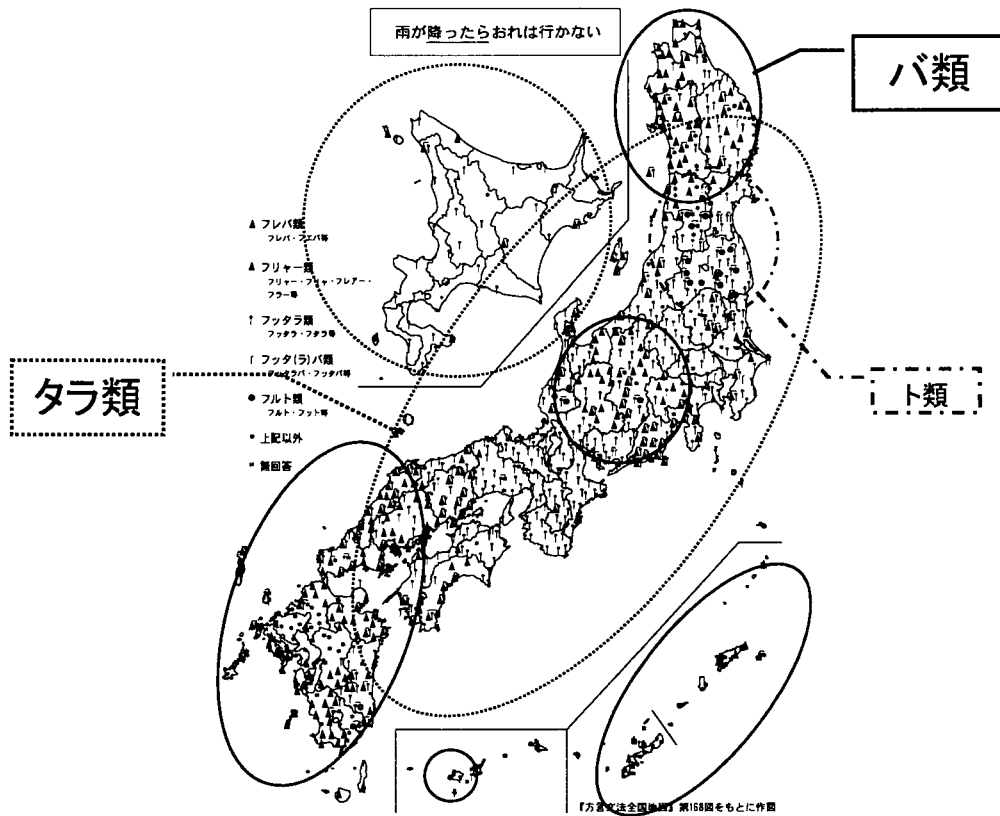 雨が降ったらおれは行かない
バ類
▲ フレバ類
フレバ・フエバ等
▲ フリャー類
フリャー・フリャ・フレアー・
フラー等
フッタラ類
フッタラ・フタラ等
フッタ(ラ)バ類
フッタラバ・フッタバ等
● フルト類
フルト・フット等
上記以外
無回答
タラ類
ト類
『方言文法全国地図』第168図をもとに作図